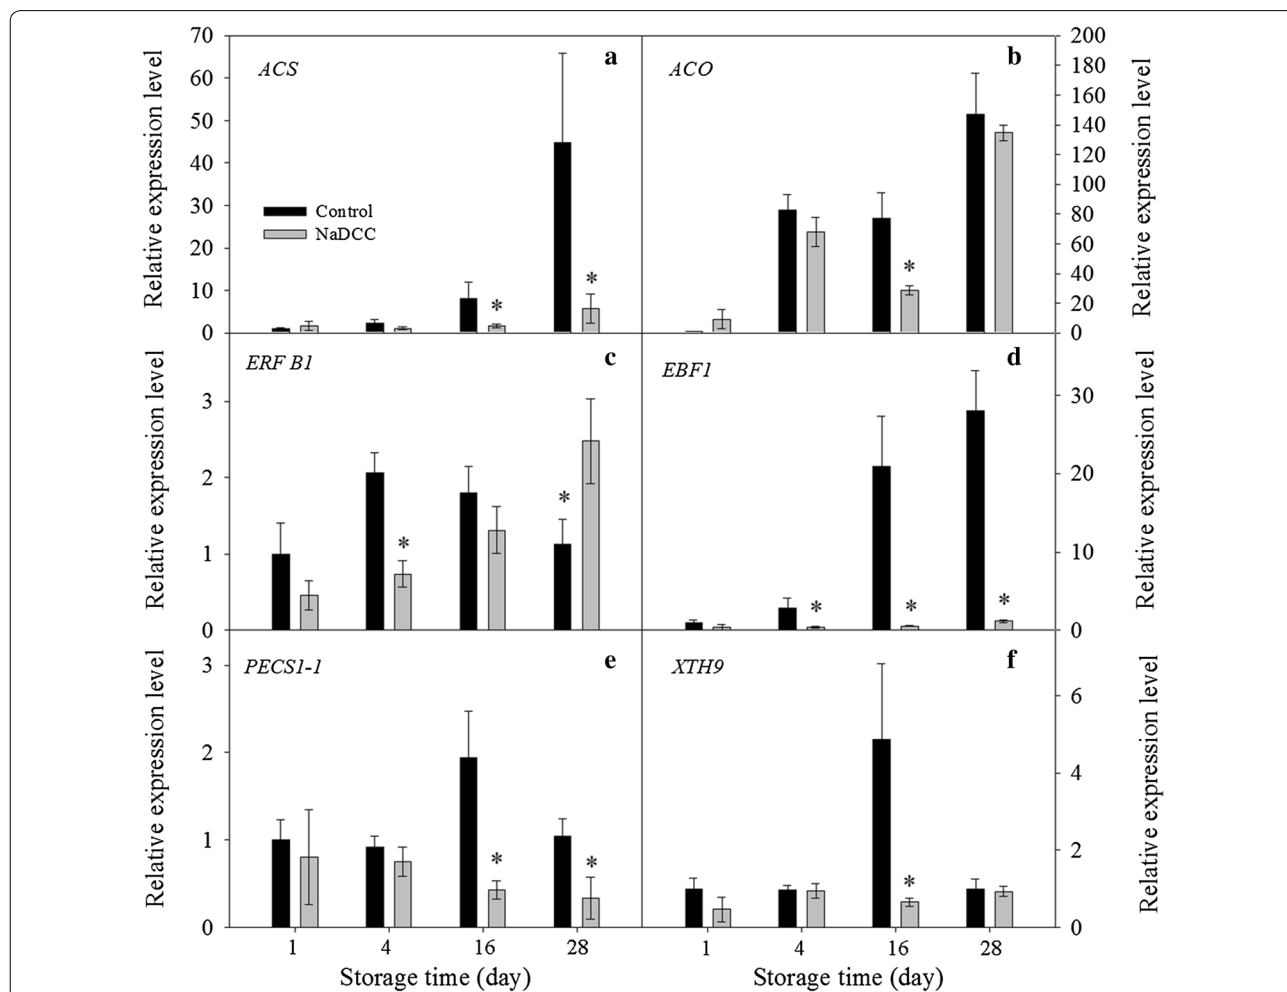 ACS
a
Relative expression level
70
60
50
40
30
20
10
0
Control
NaDCC
*
*
ACO
b
200
180
160
140
120
100
80
60
40
20
0
Relative expression level
*
ERF B1
c
Relative expression level
3
2
1
0
*
*
EBF1
d
30
20
10
0
Relative expression level
*
*
*
PECS1-1
e
Relative expression level
3
2
1
0
*
*
1 4 16 28
Storage time (day)
XTH9
f
6
4
2
0
Relative expression level
*
1 4 16 28
Storage time (day)